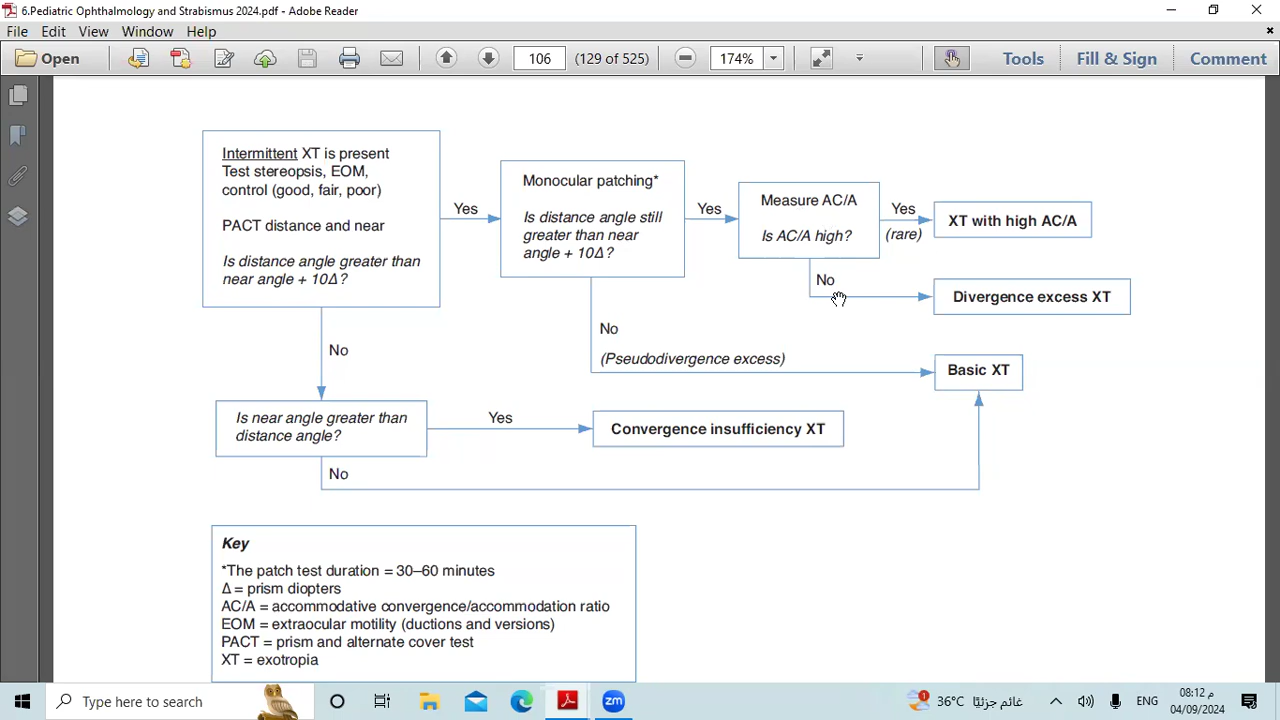 6.Pediatric Ophthalmology and Strabismus 2024.pdf - Adobe Reader
File Edit View Window Help
Open
106 (129 of 525) 174% Tools Fill & Sign Comment
Intermittent XT is present
Test stereopsis, EOM,
control (good, fair, poor)
PACT distance and near
Is distance angle greater than
near angle + 10Δ?
Yes
Monocular patching*
Is distance angle still
greater than near
angle + 10Δ?
Yes
Measure AC/A
Is AC/A high?
Yes
(rare)
XT with high AC/A
No
Divergence excess XT
No
(Pseudodivergence excess)
Basic XT
No
Is near angle greater than
distance angle?
Yes
Convergence insufficiency XT
No
Key
*The patch test duration = 30–60 minutes
Δ = prism diopters
AC/A = accommodative convergence/accommodation ratio
EOM = extraocular motility (ductions and versions)
PACT = prism and alternate cover test
XT = exotropia
Type here to search
zm
1
36°C غائم جزئيًا
ENG
08:12 م
04/09/2024